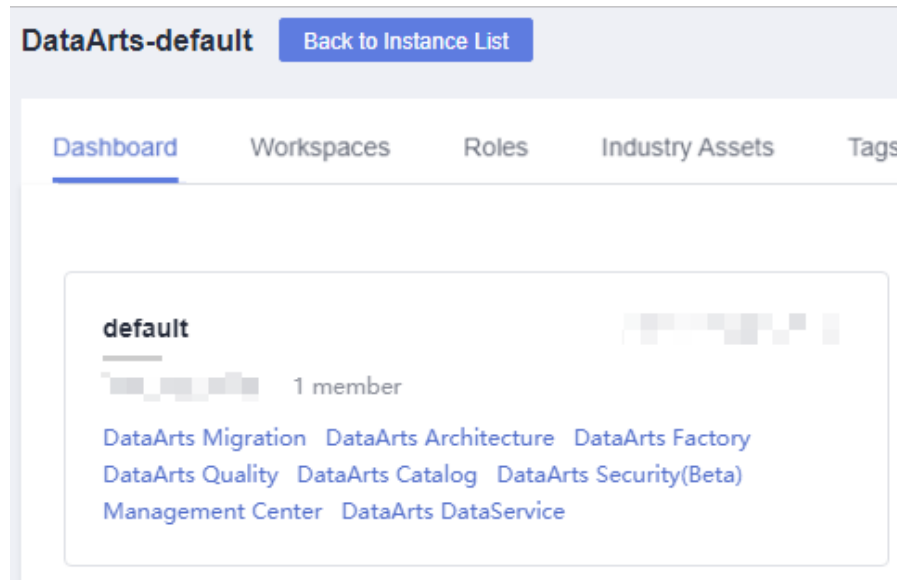 DataArts-default Back to Instance List
Dashboard Workspaces Roles Industry Assets Tags
default
1 member
DataArts Migration DataArts Architecture DataArts Factory
DataArts Quality DataArts Catalog DataArts Security(Beta)
Management Center DataArts DataService